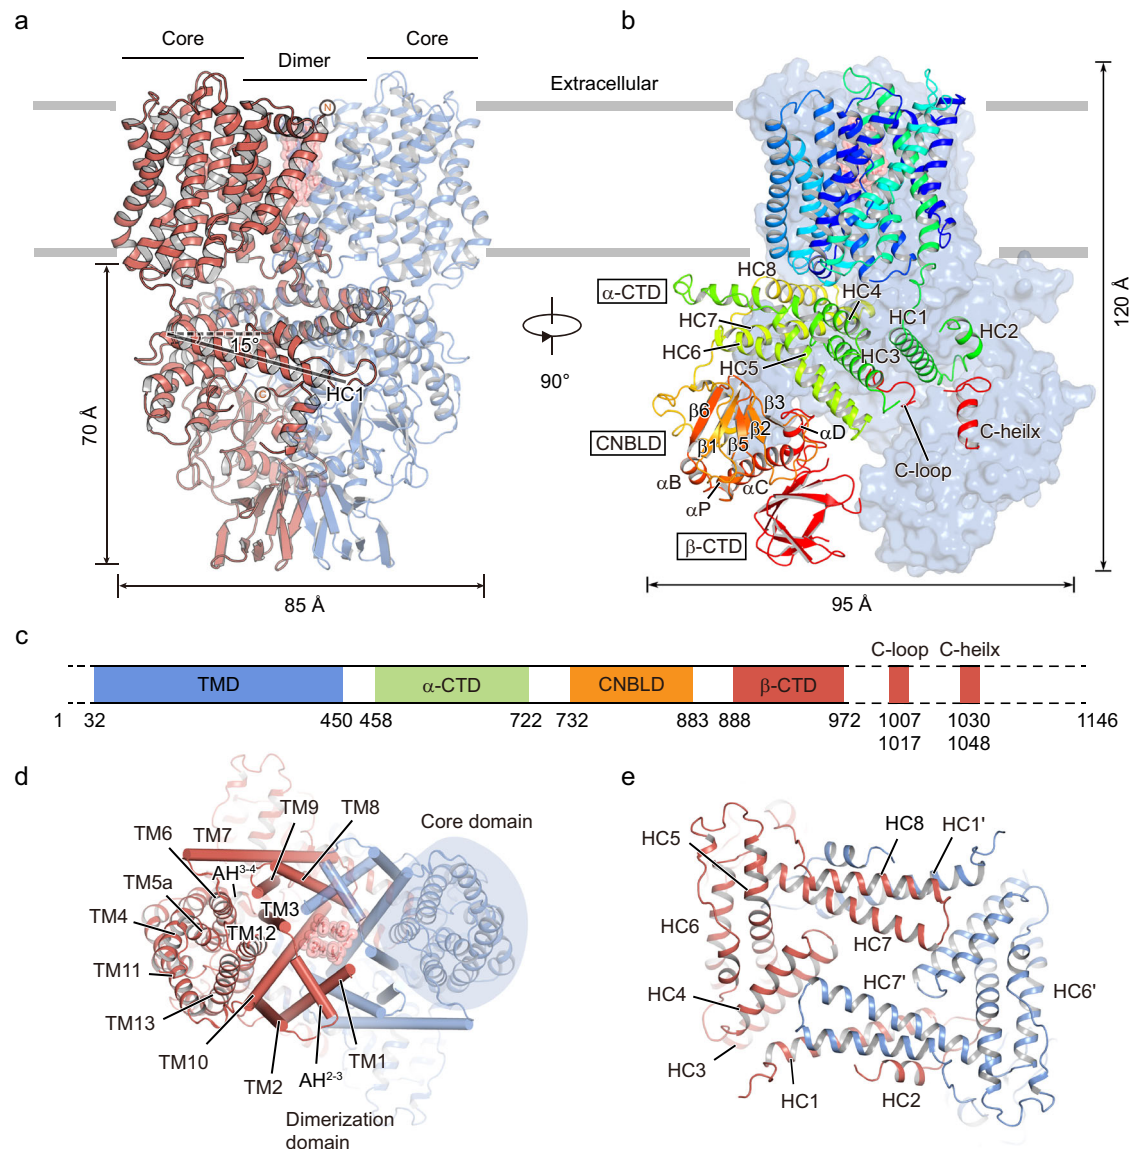 a
Core
Core
Dimer
N
15°
HC1
C
70 Å
85 Å
90°
b
Extracellular
α-CTD
HC8
HC4
HC7
HC1
HC2
HC6
HC5
HC3
β6
β3
β2
CNBLD
β1
β5
αD
C-heilx
C-loop
αB
αP
αC
β-CTD
120 Å
95 Å
c
C-loop
C-heilx
TMD
α-CTD
CNBLD
β-CTD
1
32
450
458
722
732
883
888
972
1007
1030
1146
1017
1048
d
TM9
TM8
TM6
TM7
Core domain
AH3-4
TM5a
TM3
TM4
TM12
TM11
TM13
TM10
TM1
TM2
AH2-3
Dimerization
domain
e
HC8
HC1'
HC5
HC6
HC7
HC7'
HC6'
HC4
HC3
HC1
HC2